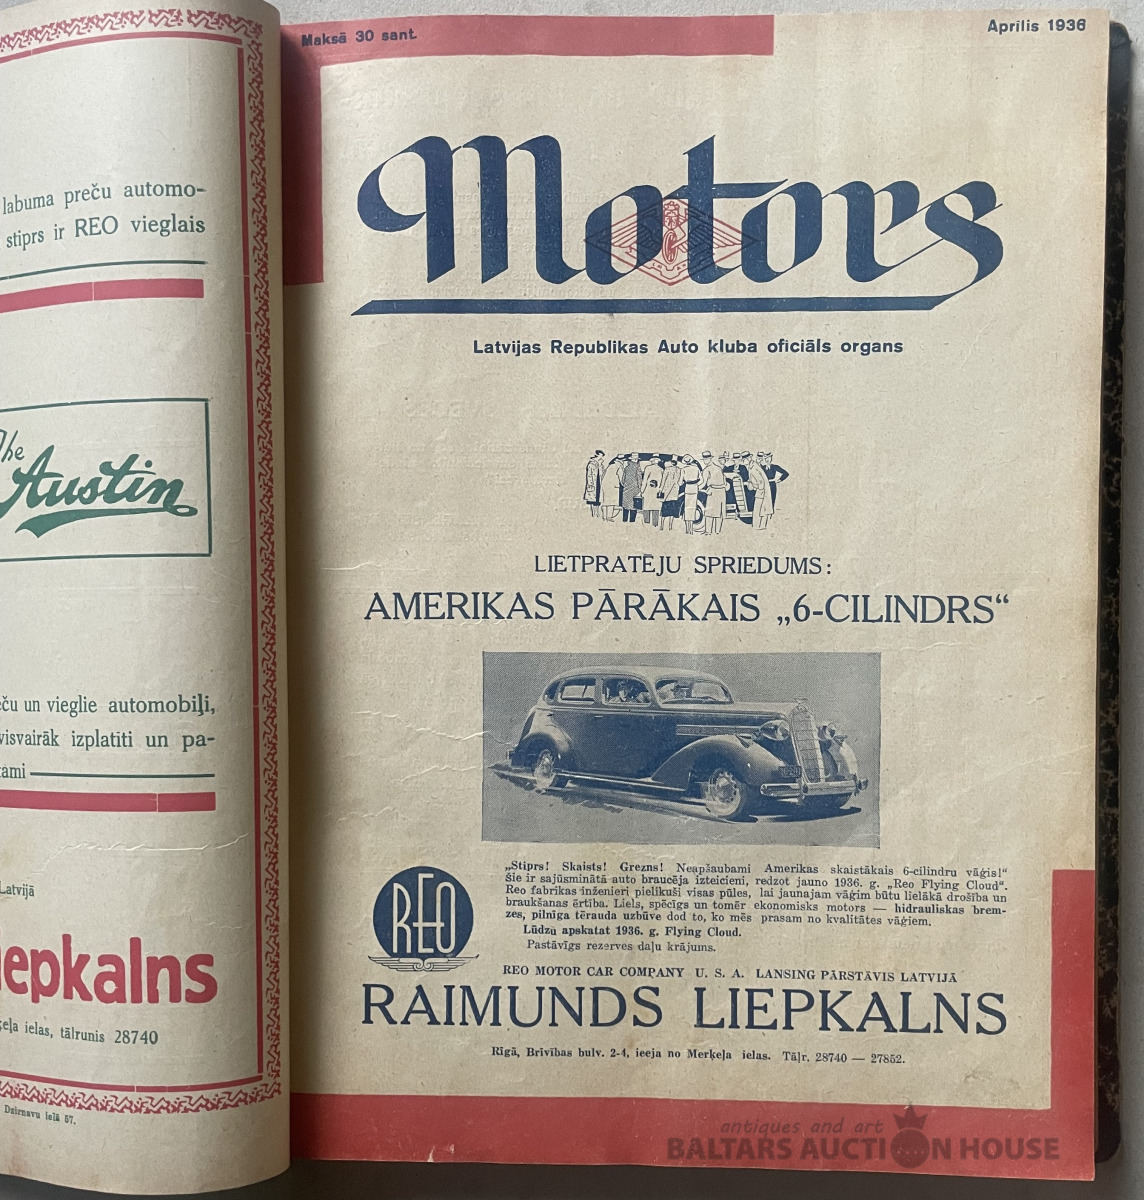 labuma preču automo-
stiprs ir REO vieglais
The
Austin
un vieglie automobiļi,
visvairāk izplatīti un pa-
Latvijā
iepkalns
ielas, tālrunis 28740
Dzirnavu ielā 57.
Maksā 30 sant.
Aprīlis 1936
Motors
Latvijas Republikas Auto kluba oficiāls organs
LIETPRATĒJU SPRIEDUMS:
AMERIKAS PĀRĀKAIS „6-CILINDRS“
„Stiprs! Skaists! Grezns! Neapšaubami Amerikas skaistākais 6-cilindru vāģis!“
Šie ir sajūsminātā auto braucēja izteicieni, redzot jauno 1936. g. „Reo Flying Cloud“.
Reo fabrikas inženieri pielikuši visas pūles, lai jaunajam vāģim būtu lielākā drošība un
braukšanas ērtība. Liels, spēcīgs un tomēr ekonomisks motors — hidrauliskas brem-
zes, pilnīga tērauda uzbūve dod to, ko mēs prasam no kvalitātes vāģiem.
Lūdzu apskatat 1936. g. Flying Cloud.
Pastāvīgs rezerves daļu krājums.
REO
REO MOTOR CAR COMPANY U. S. A. LANSING PĀRSTĀVIS LATVIJĀ
RAIMUNDS LIEPKALNS
Rīgā, Brīvības bulv. 2-4, ieeja no Merķeļa ielas. Tāļr. 28740 — 27852.
antiques and art
BALTARS AUCTION HOUSE